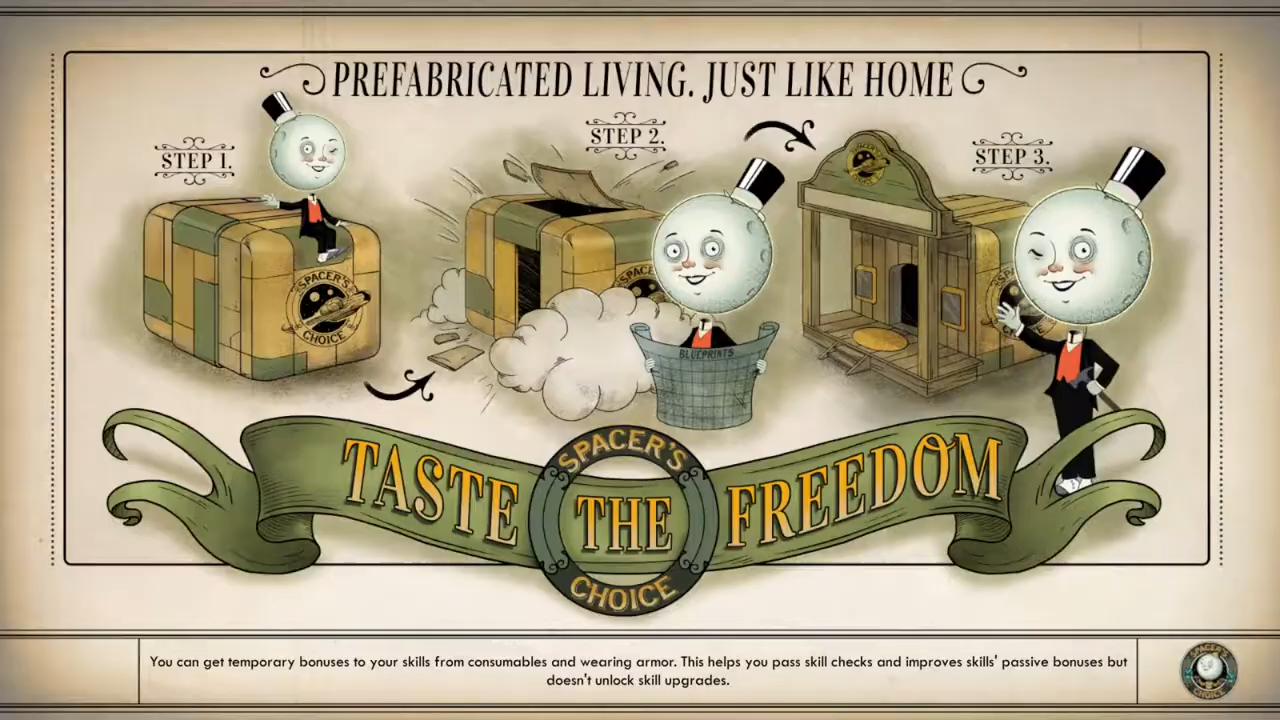 PREFABRICATED LIVING. JUST LIKE HOME
STEP 1.
STEP 2.
STEP 3.
SPACER'S
CHOICE
SPACER'S
BLUEPRINTS
SPACER'S
TASTE THE FREEDOM
SPACER'S
CHOICE
You can get temporary bonuses to your skills from consumables and wearing armor. This helps you pass skill checks and improves skills' passive bonuses but
doesn't unlock skill upgrades.
SPACER'S
CHOICE